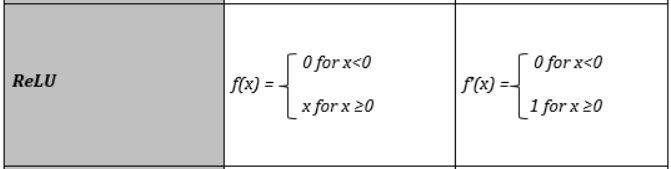 ReLU
f(x) =
0 for x<0
x for x ≥0
f'(x) =
0 for x<0
1 for x ≥0